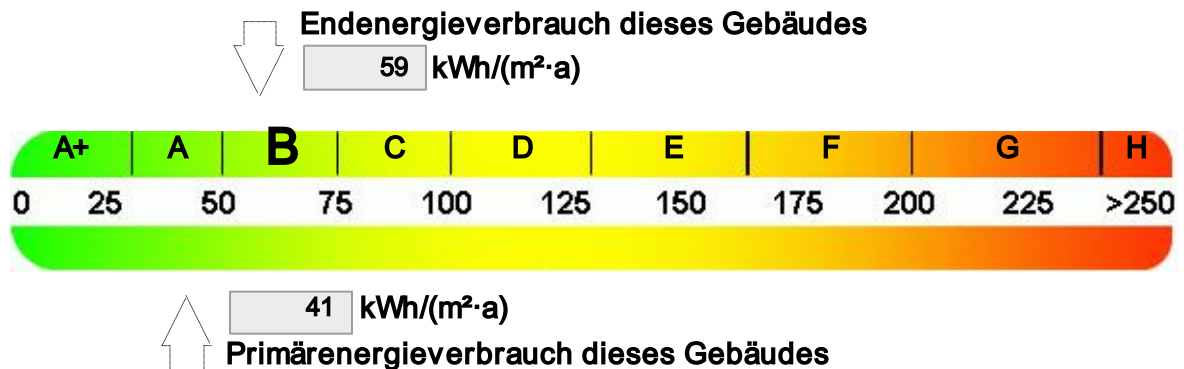 Endenergieverbrauch dieses Gebäudes
59 kWh/(m²·a)
A+ A B C D E F G H
0 25 50 75 100 125 150 175 200 225 >250
41 kWh/(m²·a)
Primärenergieverbrauch dieses Gebäudes